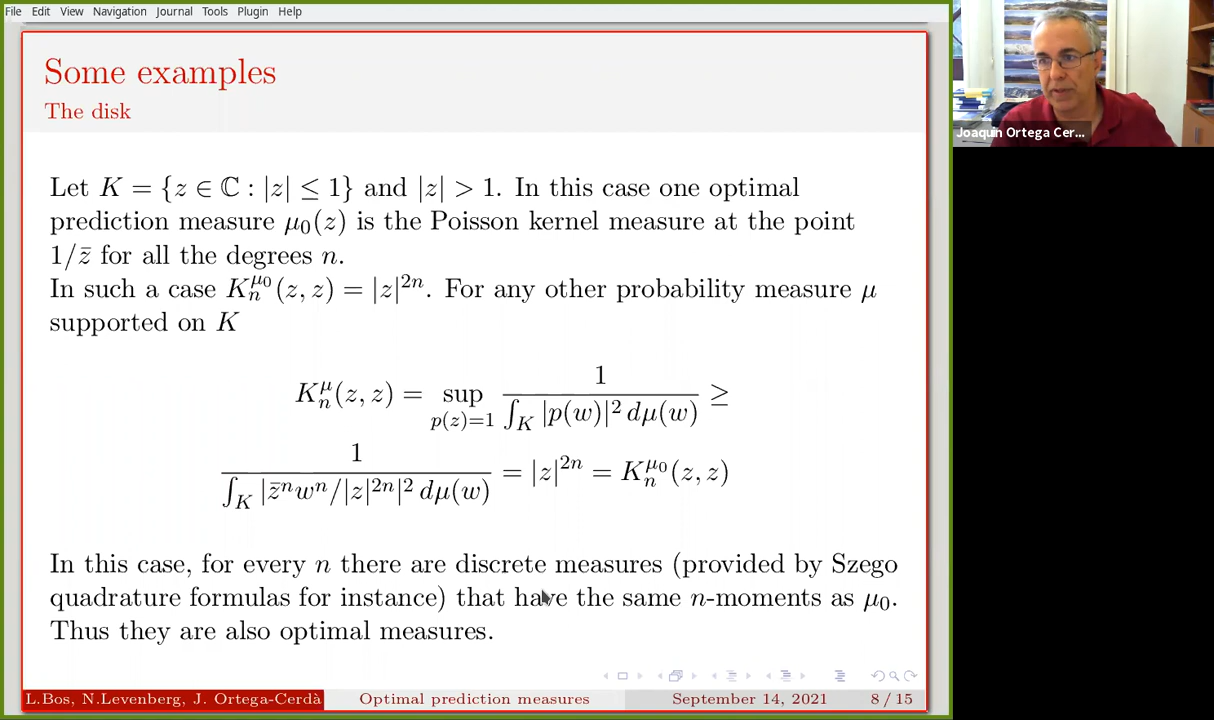 File Edit View Navigation Journal Tools Plugin Help
Some examples
The disk
Let K = {z ∈ ℂ : |z| ≤ 1} and |z| > 1. In this case one optimal
prediction measure μ₀(z) is the Poisson kernel measure at the point
1/z̄ for all the degrees n.
In such a case K_n^{μ₀}(z, z) = |z|^{2n}. For any other probability measure μ
supported on K
K_n^μ(z, z) = sup_{p(z)=1} 1 / ∫_K |p(w)|² dμ(w) ≥
1 / ∫_K |z̄ⁿwⁿ/|z|^{2n}|² dμ(w) = |z|^{2n} = K_n^{μ₀}(z, z)
In this case, for every n there are discrete measures (provided by Szego
quadrature formulas for instance) that have the same n-moments as μ₀.
Thus they are also optimal measures.
L.Bos, N.Levenberg, J. Ortega-Cerdà Optimal prediction measures September 14, 2021 8 / 15
Joaquin Ortega Cer...